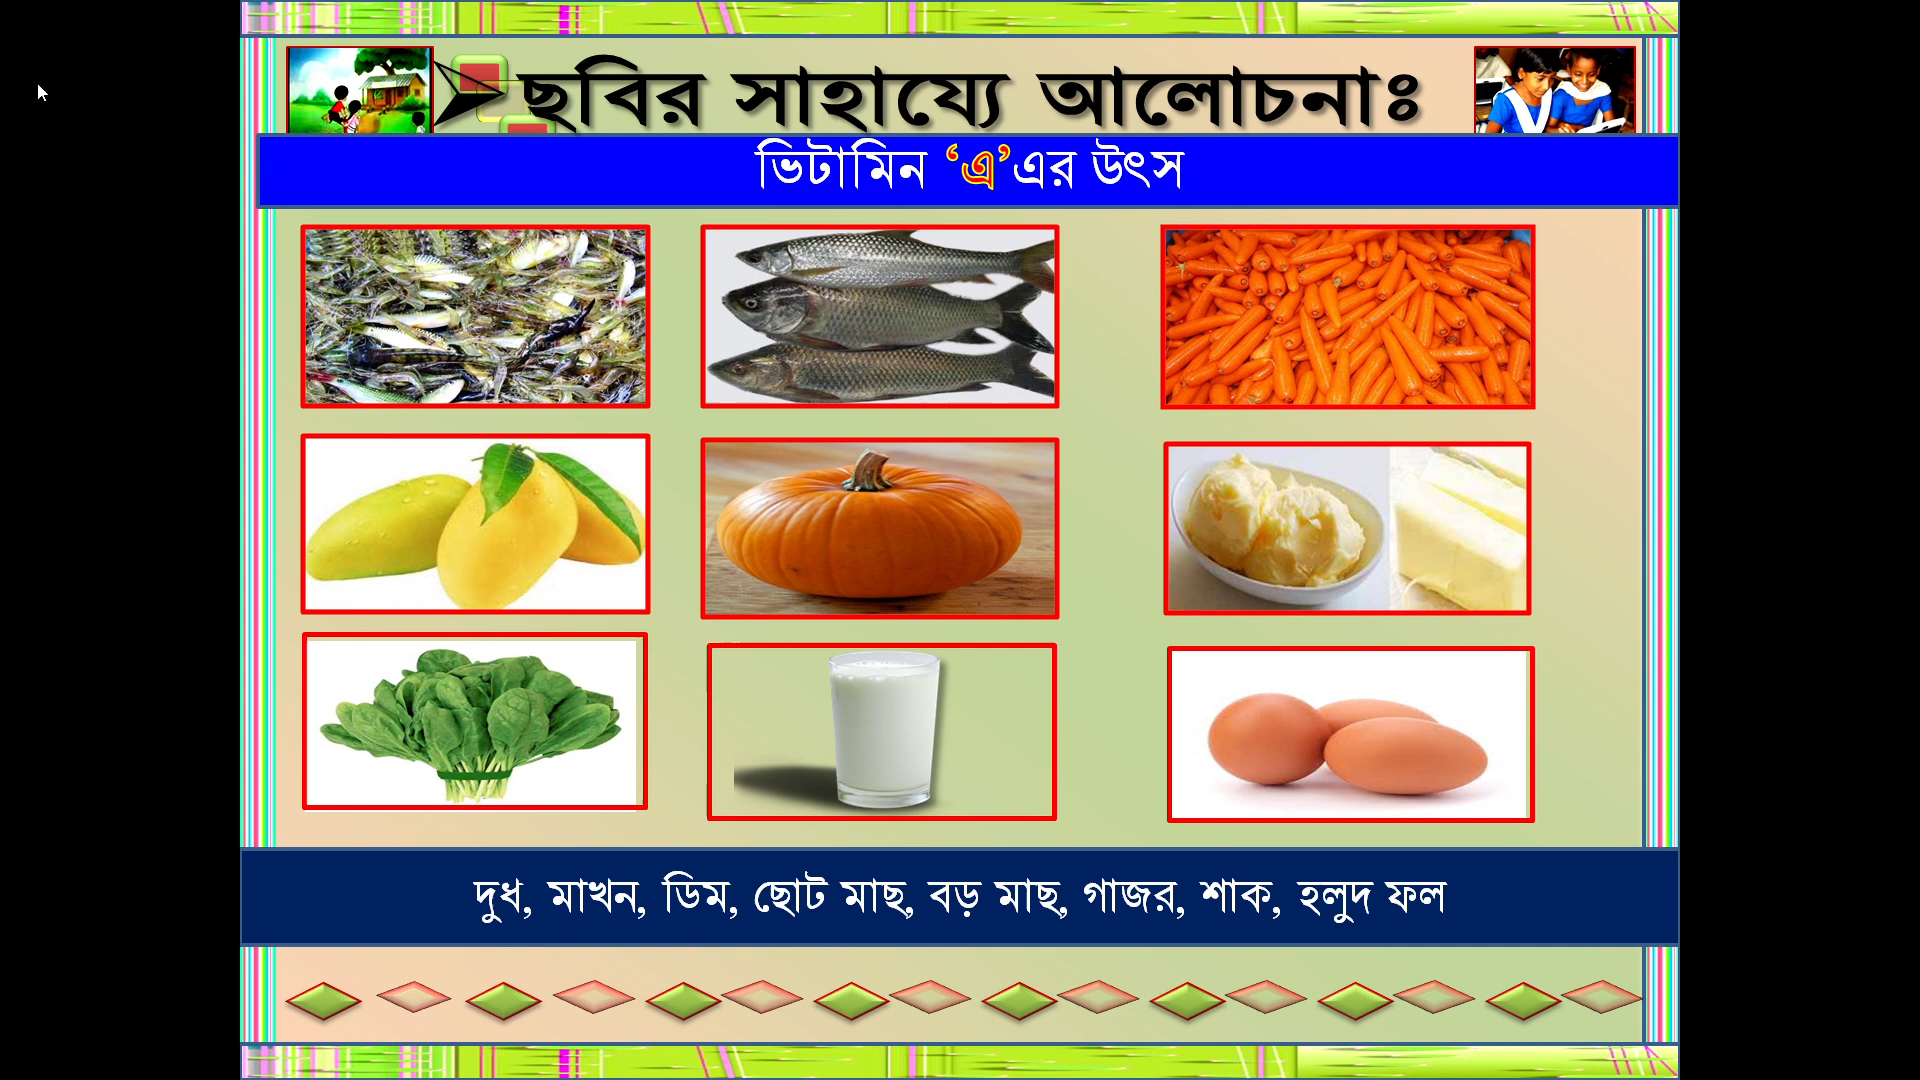 ছবির সাহায্যে আলোচনাঃ
ভিটামিন ‘এ’এর উৎস
দুধ, মাখন, ডিম, ছোট মাছ, বড় মাছ, গাজর, শাক, হলুদ ফল